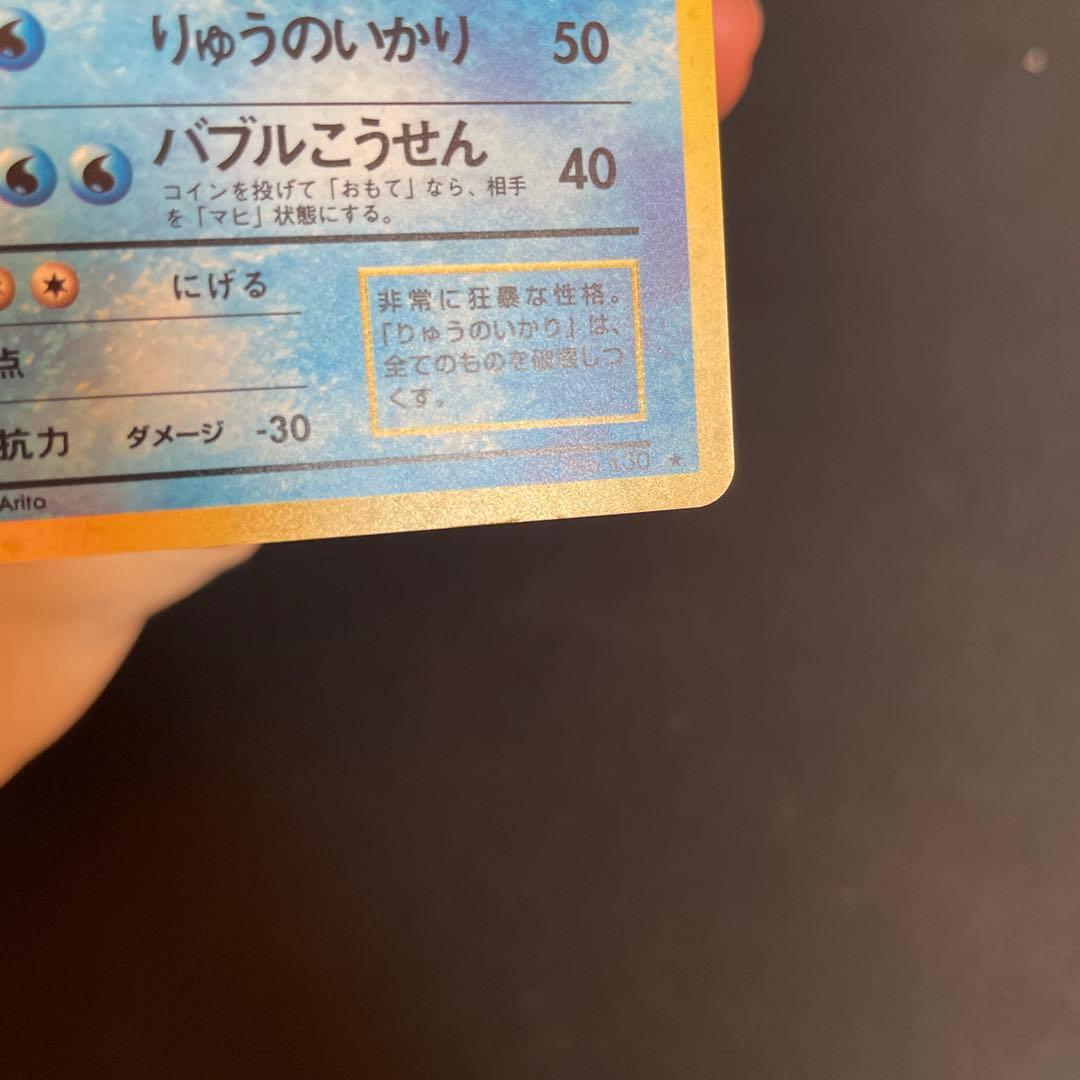 りゅうのいかり 50
バブルこうせん 40
コインを投げて「おもて」なら、相手
を「マヒ」状態にする。
にげる
点
抗力 ダメージ -30
非常に狂暴な性格。
「りゅうのいかり」は、
全てのものを破壊しつ
くす。
130 ★
Arita